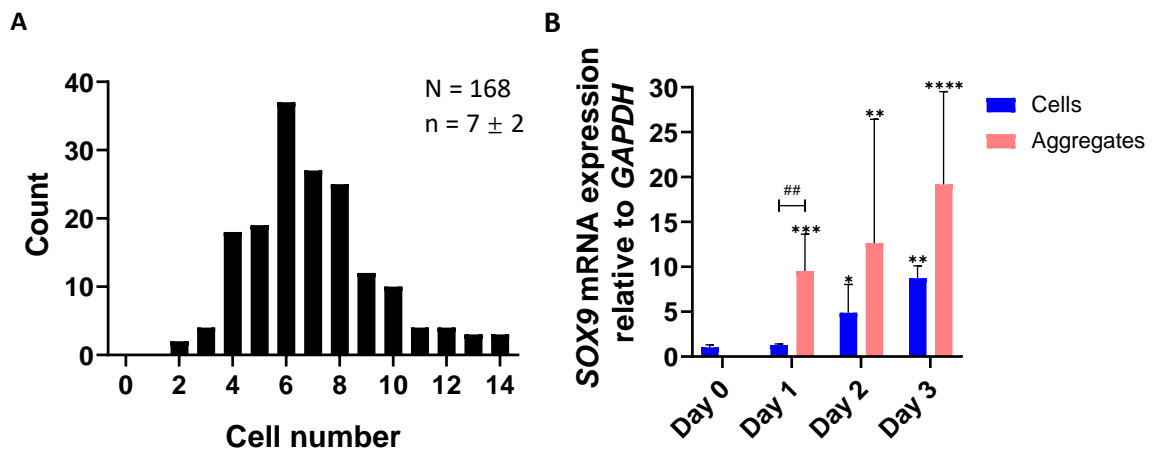 A
Count
40
30
20
10
0
N = 168
n = 7 ± 2
0 2 4 6 8 10 12 14
Cell number
B
SOX9 mRNA expression
relative to GAPDH
30
25
20
15
10
5
0
##
***
*
**
**
****
Day 0 Day 1 Day 2 Day 3
Cells
Aggregates